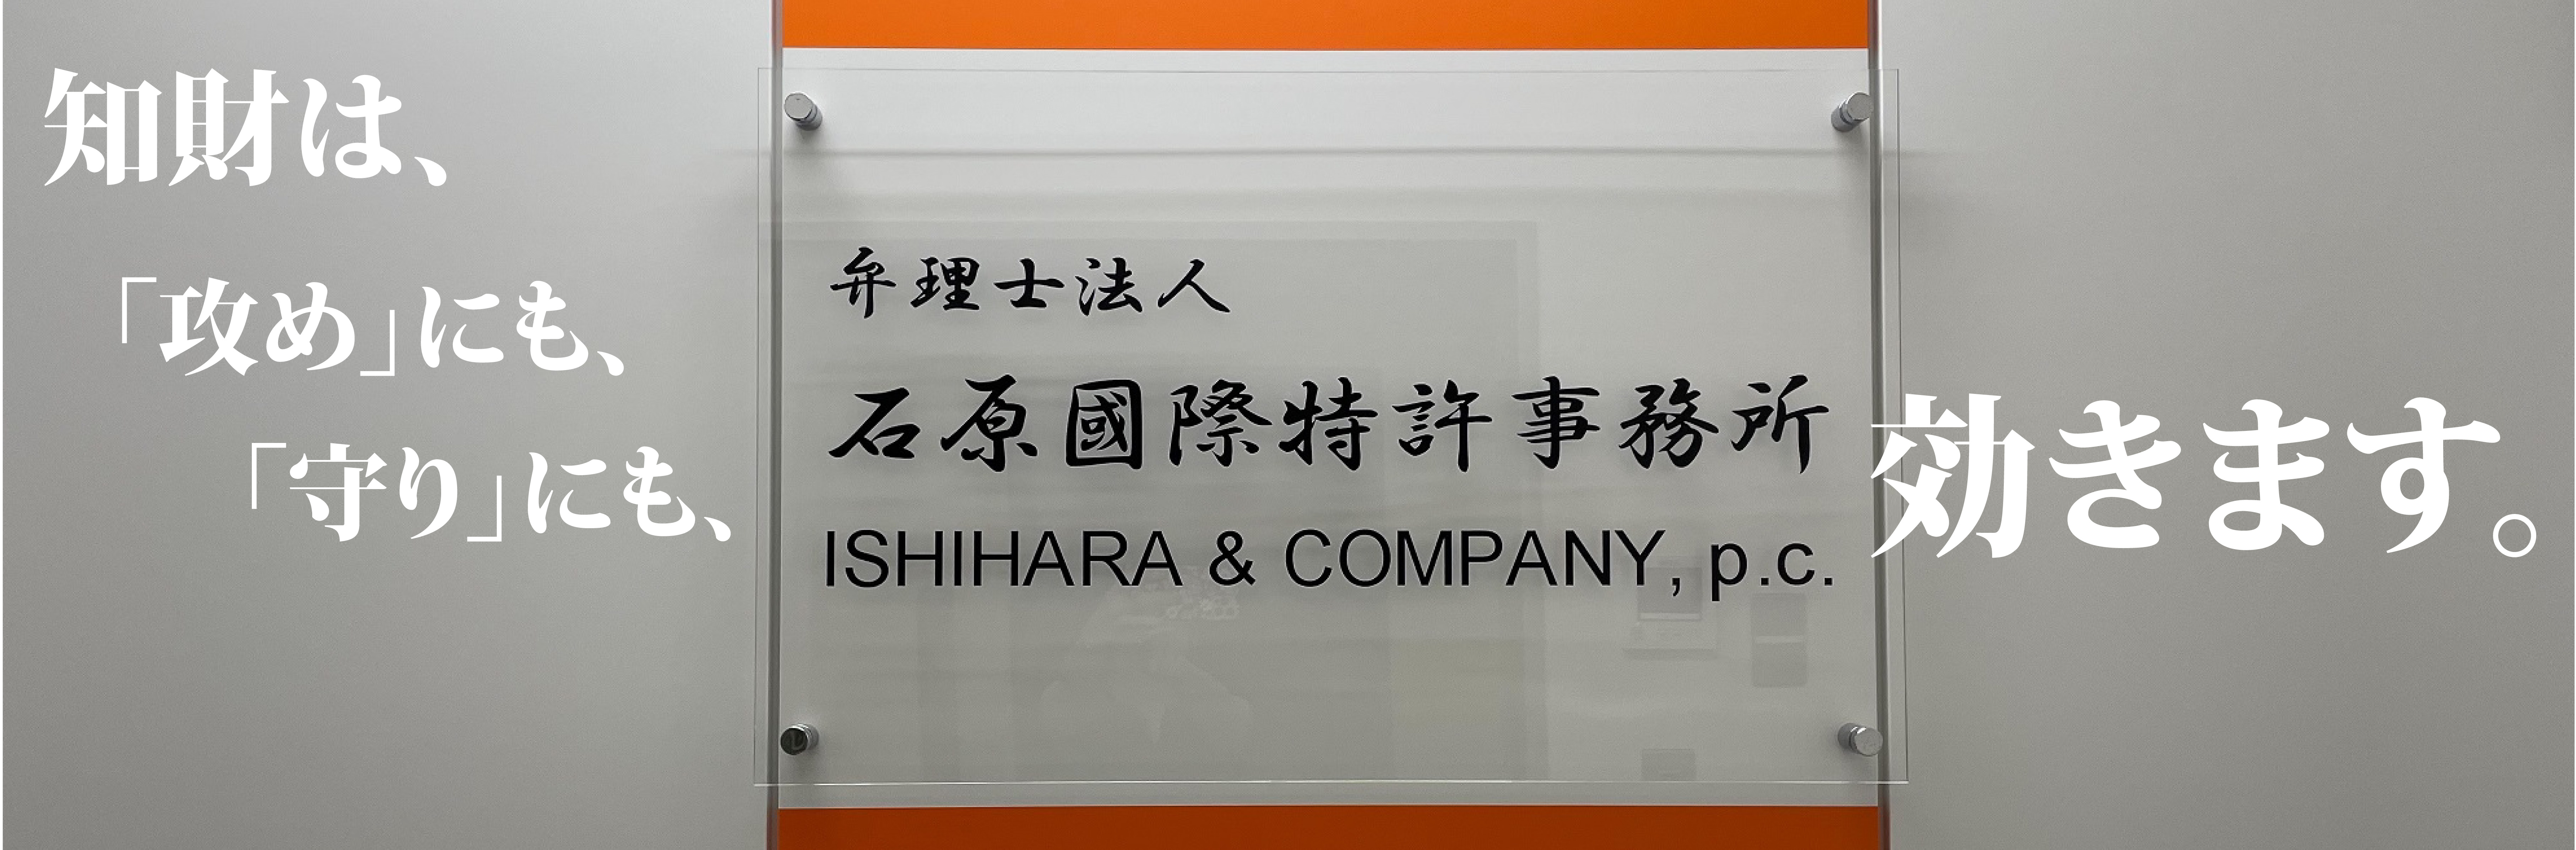 知財は、
「攻め」にも、
「守り」にも、
弁理士法人
石原國際特許事務所
ISHIHARA & COMPANY, p.c.
効きます。